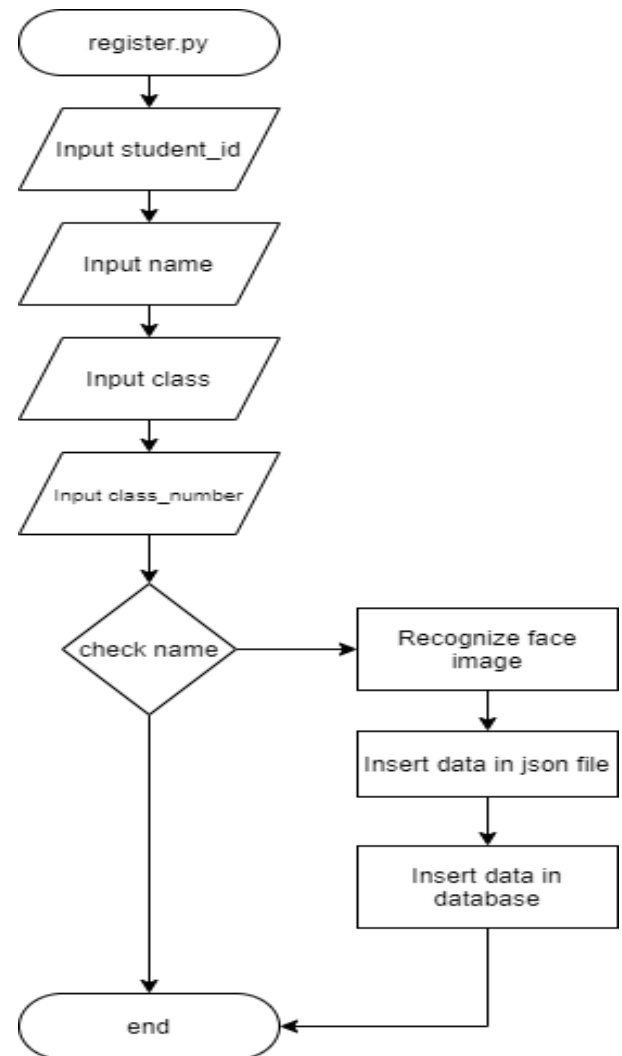 register.py
Input student_id
Input name
Input class
Input class_number
check name
Recognize face
image
Insert data in json file
Insert data in
database
end